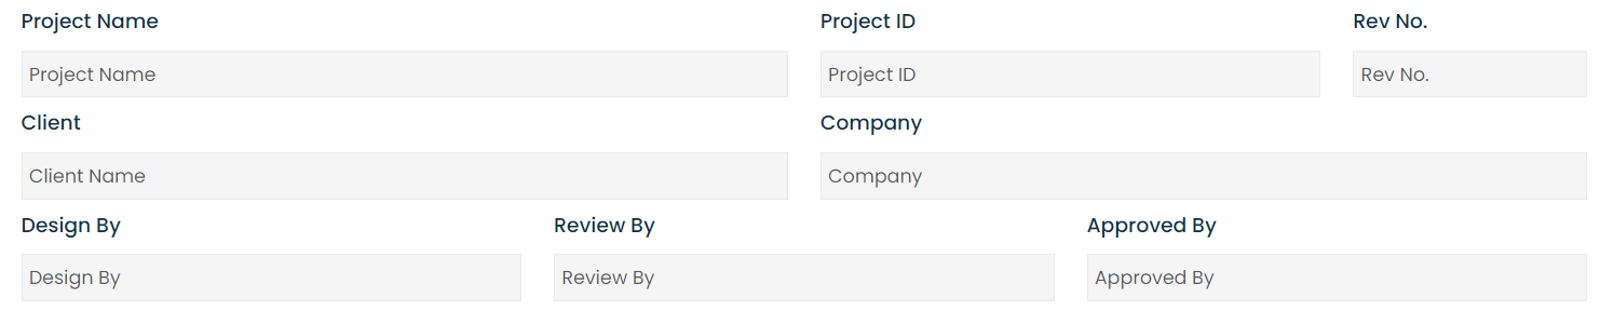 Project Name Project ID Rev No.
Project Name Project ID Rev No.
Client Company
Client Name Company
Design By Review By Approved By
Design By Review By Approved By